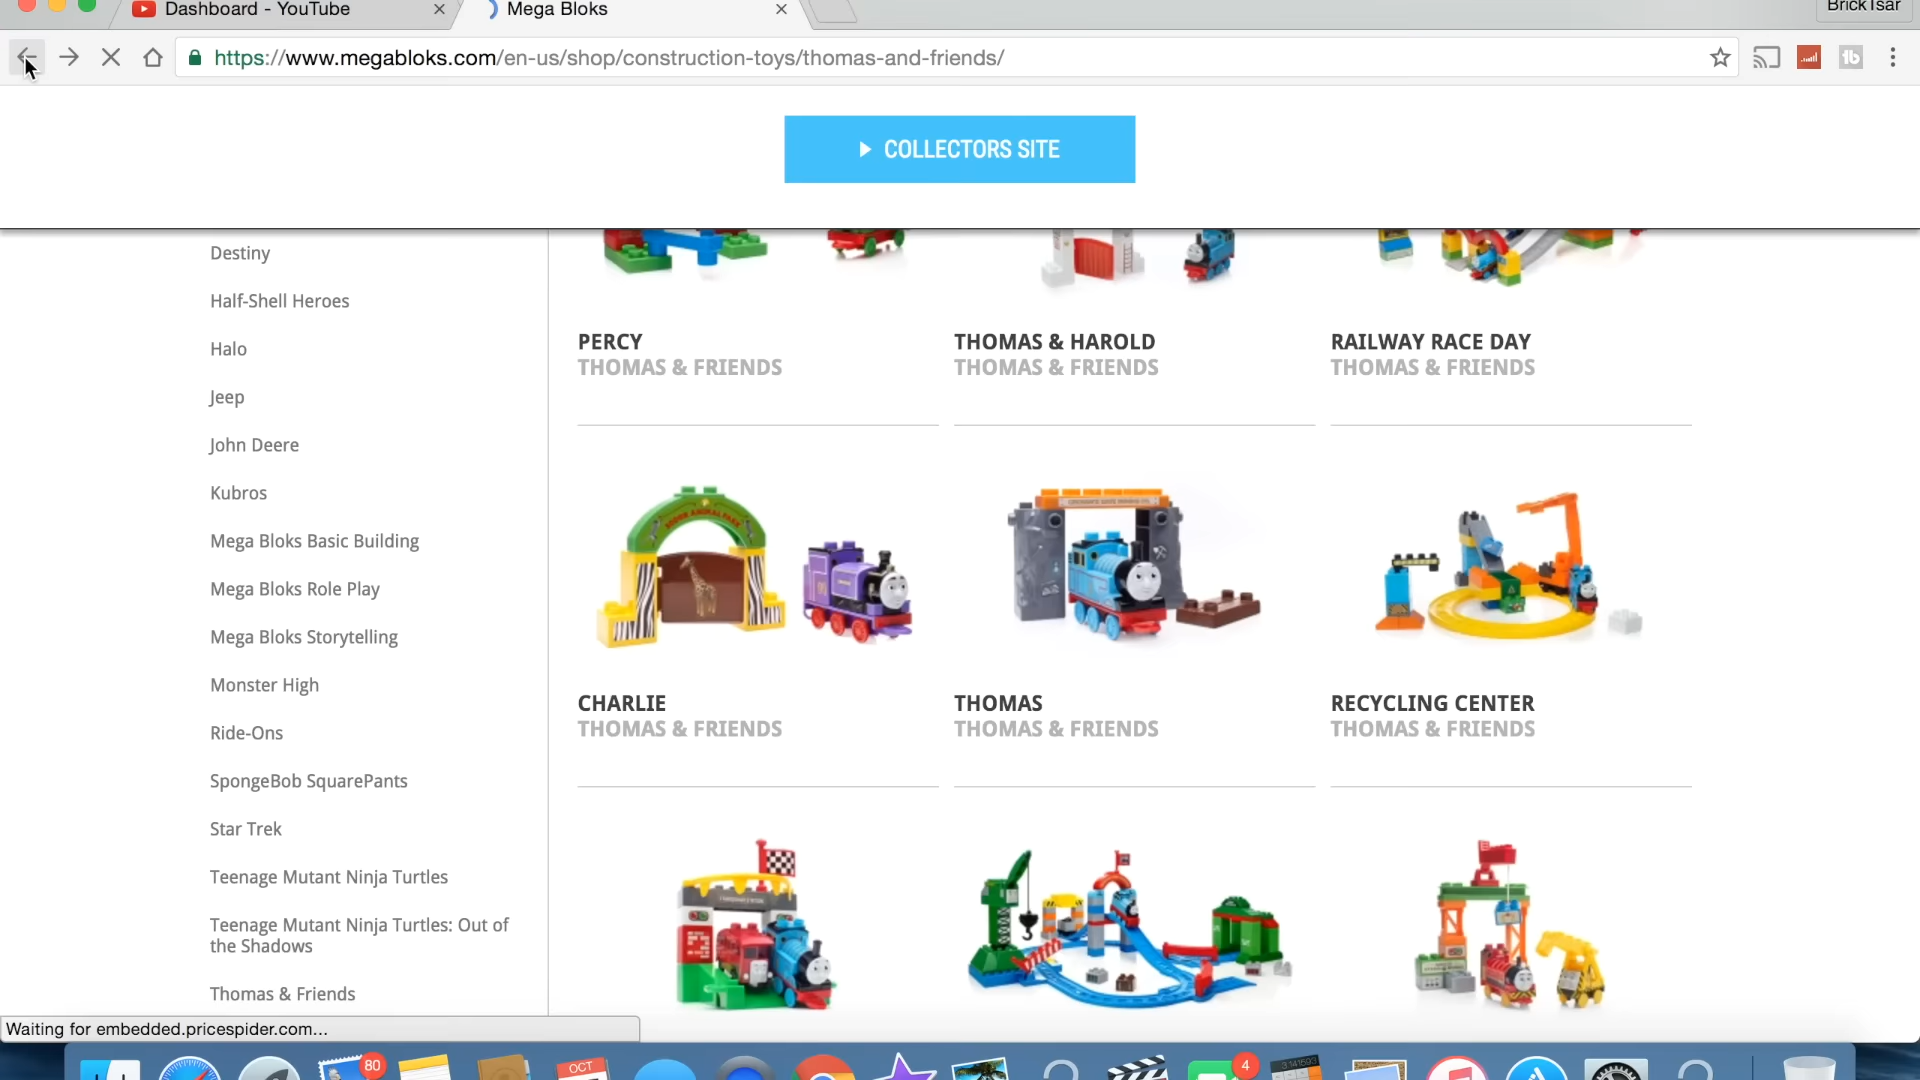 Dashboard - YouTube
Mega Bloks
BrickTsar
https://www.megabloks.com/en-us/shop/construction-toys/thomas-and-friends/
COLLECTORS SITE
Destiny
Half-Shell Heroes
Halo
Jeep
John Deere
Kubros
Mega Bloks Basic Building
Mega Bloks Role Play
Mega Bloks Storytelling
Monster High
Ride-Ons
SpongeBob SquarePants
Star Trek
Teenage Mutant Ninja Turtles
Teenage Mutant Ninja Turtles: Out of
the Shadows
Thomas & Friends
PERCY
THOMAS & FRIENDS
THOMAS & HAROLD
THOMAS & FRIENDS
RAILWAY RACE DAY
THOMAS & FRIENDS
SODOR ANIMAL PARK
CHARLIE
THOMAS & FRIENDS
THOMAS
THOMAS & FRIENDS
RECYCLING CENTER
THOMAS & FRIENDS
Waiting for embedded.pricespider.com...
80
OCT
4